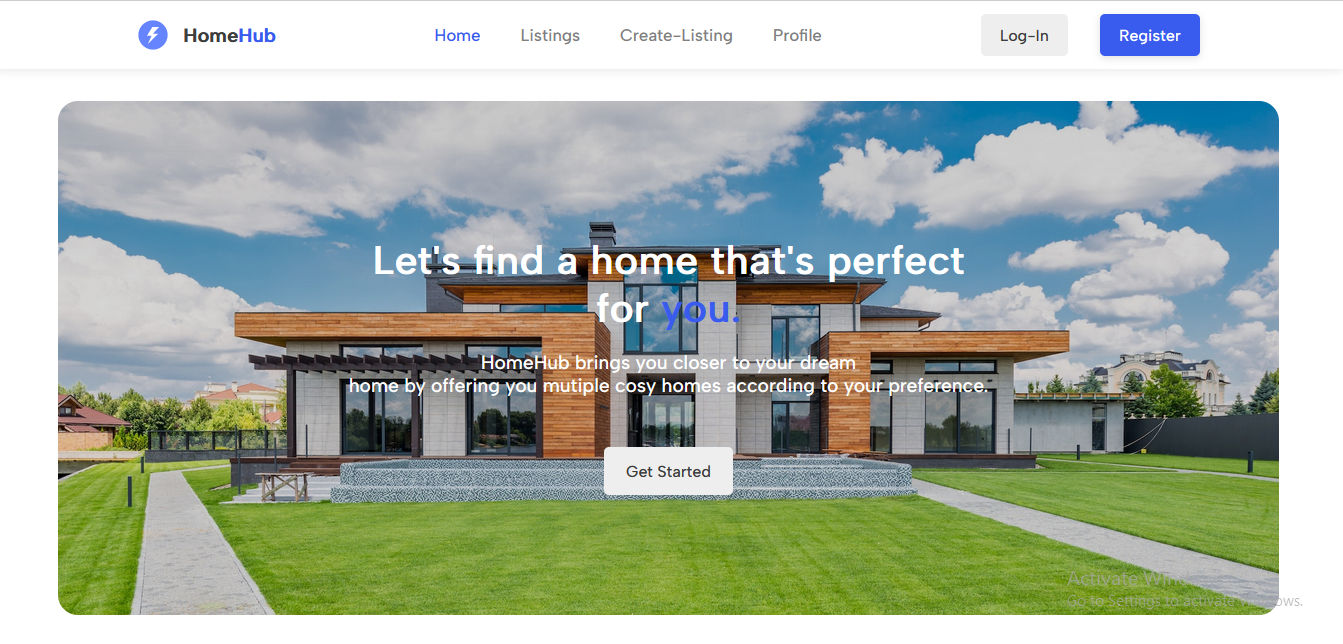 HomeHub Home Listings Create-Listing Profile Log-In Register
Let's find a home that's perfect
for you.
HomeHub brings you closer to your dream
home by offering you mutiple cosy homes according to your preference.
Get Started
Activate Windows
Go to Settings to activate Windows.